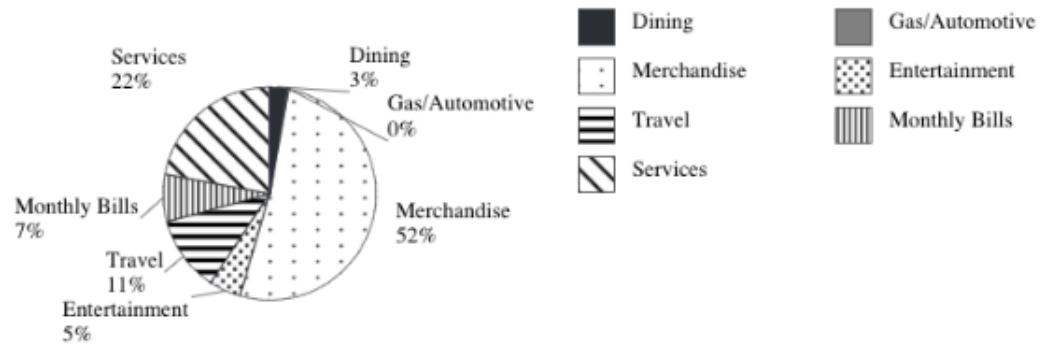 Services
22%
Dining
3%
Gas/Automotive
0%
Merchandise
52%
Monthly Bills
7%
Travel
11%
Entertainment
5%
Dining
Merchandise
Travel
Services
Gas/Automotive
Entertainment
Monthly Bills